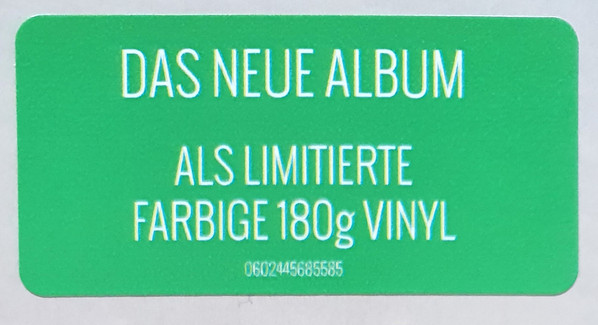 DAS NEUE ALBUM
ALS LIMITIERTE
FARBIGE 180g VINYL
0602445685585